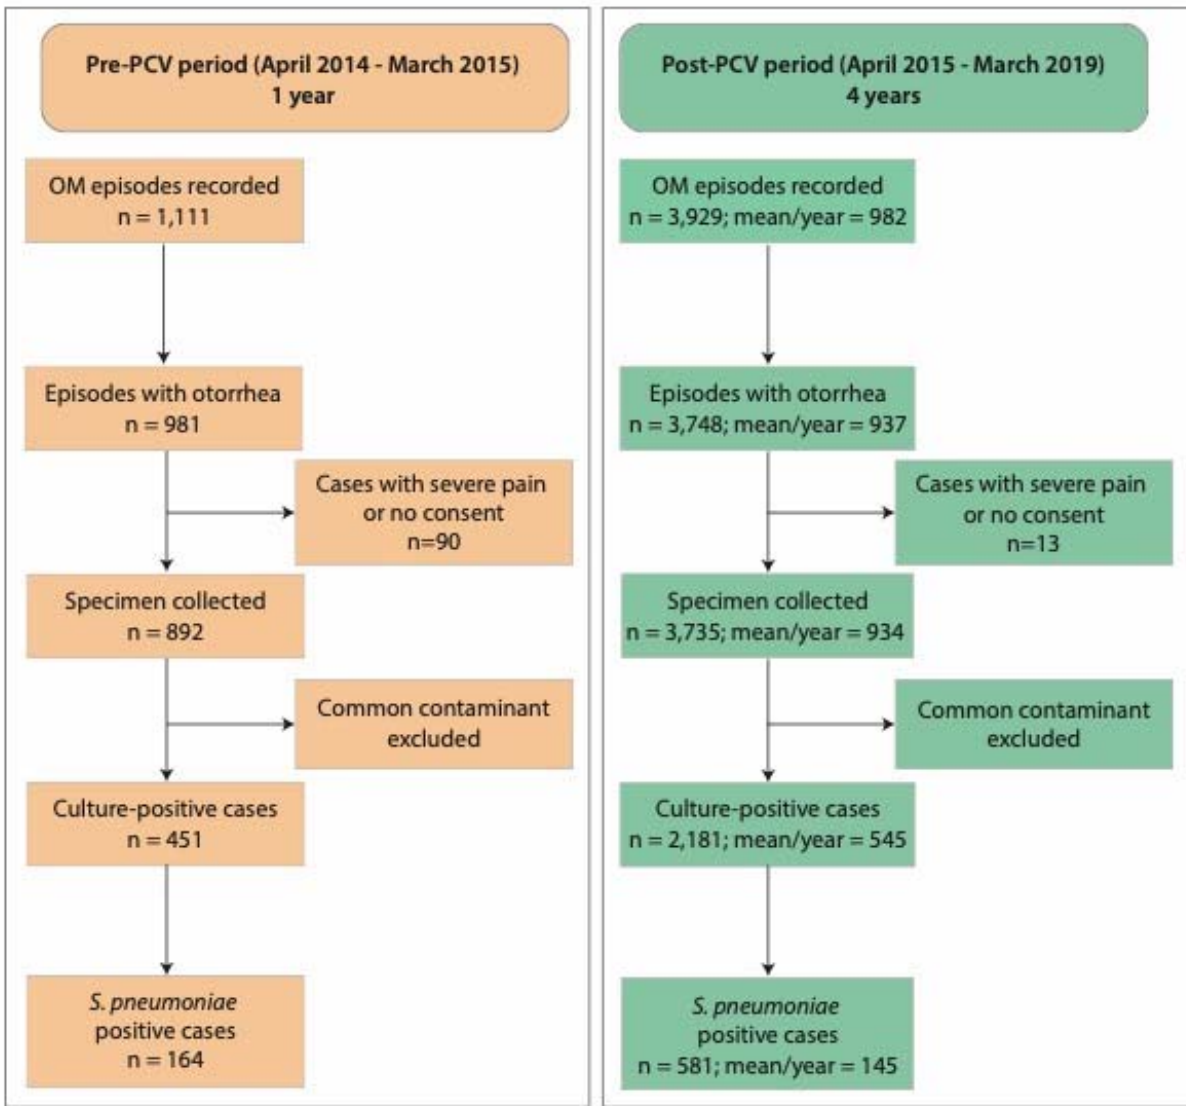 Pre-PCV period (April 2014 - March 2015)
1 year
OM episodes recorded
n = 1,111
Episodes with otorrhea
n = 981
Cases with severe pain
or no consent
n=90
Specimen collected
n = 892
Common contaminant
excluded
Culture-positive cases
n = 451
S. pneumoniae
positive cases
n = 164
Post-PCV period (April 2015 - March 2019)
4 years
OM episodes recorded
n = 3,929; mean/year = 982
Episodes with otorrhea
n = 3,748; mean/year = 937
Cases with severe pain
or no consent
n=13
Specimen collected
n = 3,735; mean/year = 934
Common contaminant
excluded
Culture-positive cases
n = 2,181; mean/year = 545
S. pneumoniae
positive cases
n = 581; mean/year = 145